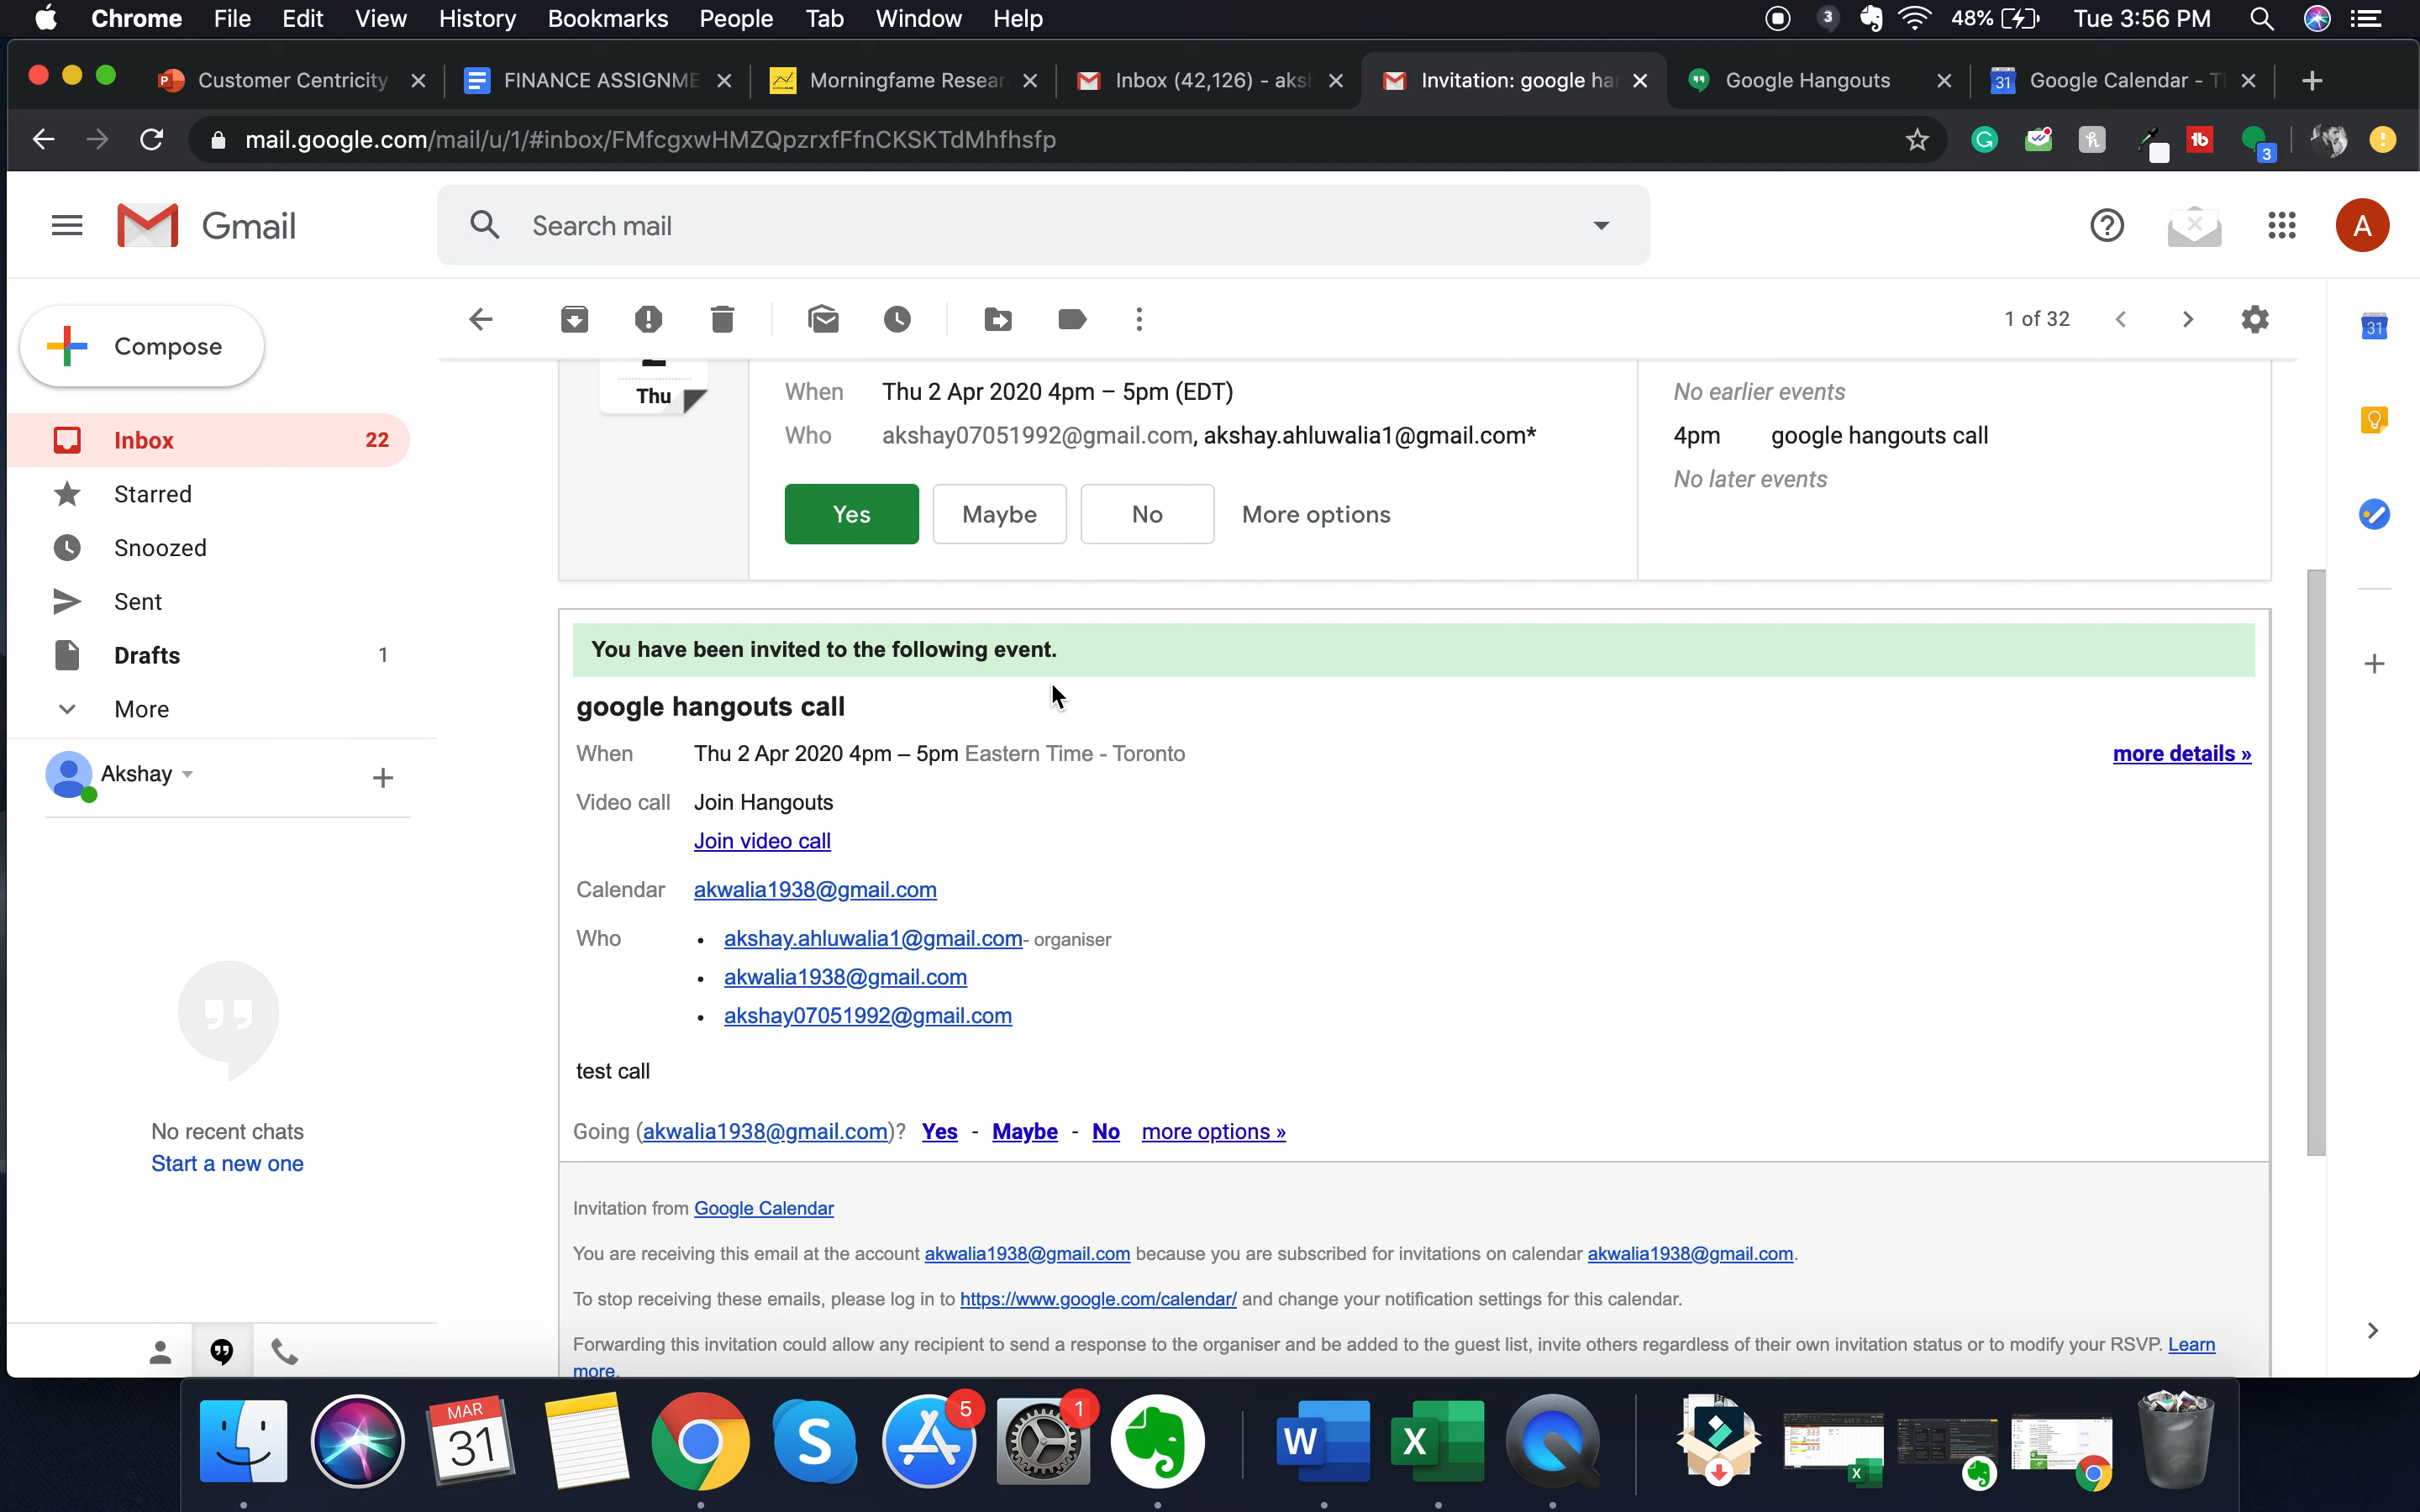 Chrome File Edit View History Bookmarks People Tab Window Help 3 48% Tue 3:56 PM
Customer Centricity FINANCE ASSIGNME Morningfame Resear Inbox (42,126) - aksh Invitation: google ha Google Hangouts 31 Google Calendar - T
mail.google.com/mail/u/1/#inbox/FMfcgxwHMZQpzrxfFfnCKSKTdMhfhsfp 3
Gmail Search mail A
Compose
1 of 32
31
Inbox 22
Starred
Snoozed
Sent
Drafts 1
More
Akshay
No recent chats
Start a new one
Thu
When Thu 2 Apr 2020 4pm – 5pm (EDT)
Who akshay07051992@gmail.com, akshay.ahluwalia1@gmail.com*
Yes Maybe No More options
No earlier events
4pm google hangouts call
No later events
You have been invited to the following event.
google hangouts call
When Thu 2 Apr 2020 4pm – 5pm Eastern Time - Toronto more details »
Video call Join Hangouts
Join video call
Calendar akwalia1938@gmail.com
Who • akshay.ahluwalia1@gmail.com- organiser
• akwalia1938@gmail.com
• akshay07051992@gmail.com
test call
Going (akwalia1938@gmail.com)? Yes - Maybe - No more options »
Invitation from Google Calendar
You are receiving this email at the account akwalia1938@gmail.com because you are subscribed for invitations on calendar akwalia1938@gmail.com.
To stop receiving these emails, please log in to https://www.google.com/calendar/ and change your notification settings for this calendar.
Forwarding this invitation could allow any recipient to send a response to the organiser and be added to the guest list, invite others regardless of their own invitation status or to modify your RSVP. Learn
more.
MAR
31
S
5
1
W
X